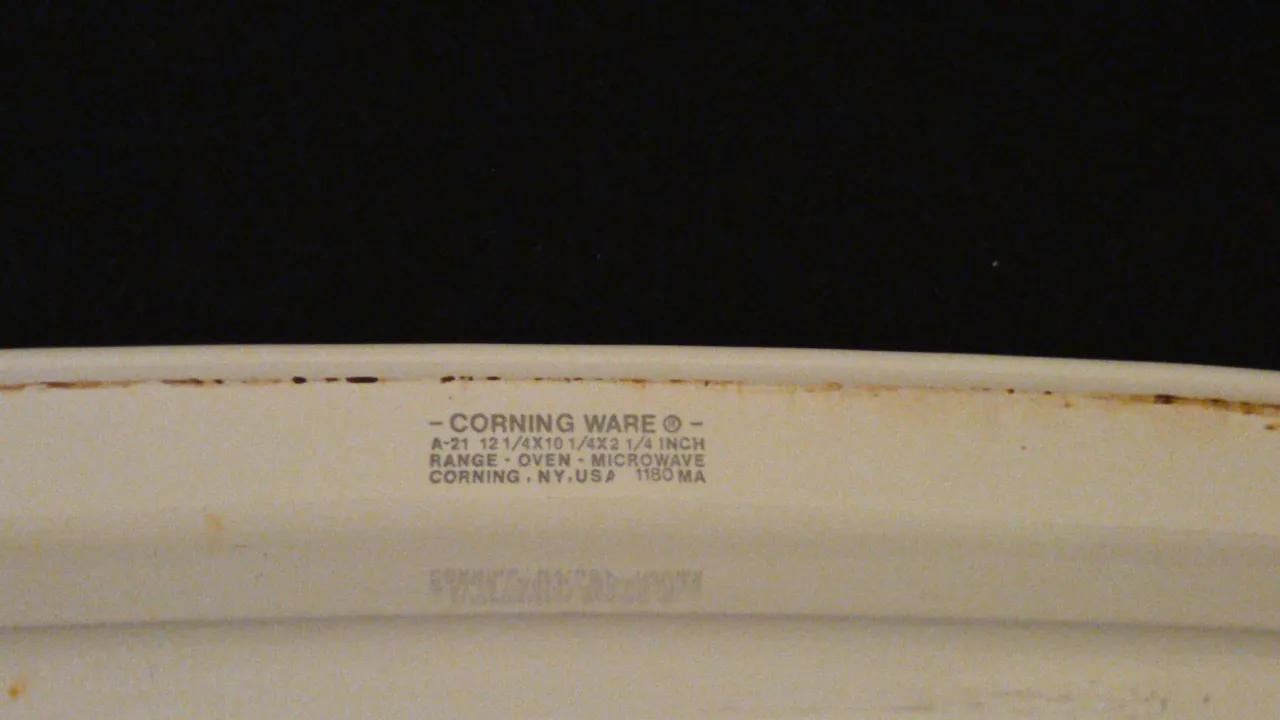 - CORNING WARE ® -
A-21 12 1/4X10 1/4X2 1/4 INCH
RANGE - OVEN - MICROWAVE
CORNING, NY, USA 1180 MA